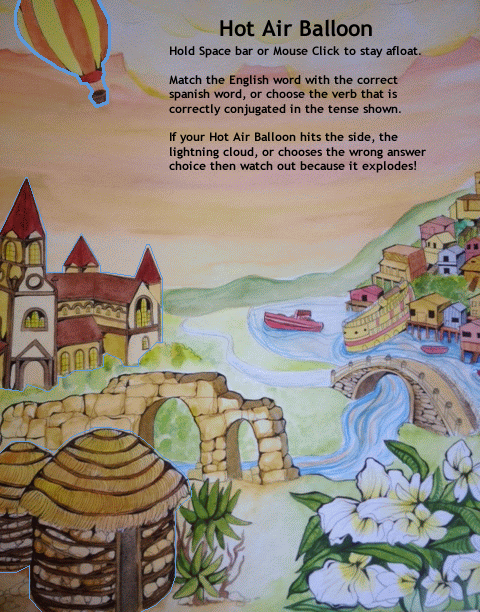 Hot Air Balloon
Hold Space bar or Mouse Click to stay afloat.
Match the English word with the correct
spanish word, or choose the verb that is
correctly conjugated in the tense shown.
If your Hot Air Balloon hits the side, the
lightning cloud, or chooses the wrong answer
choice then watch out because it explodes!